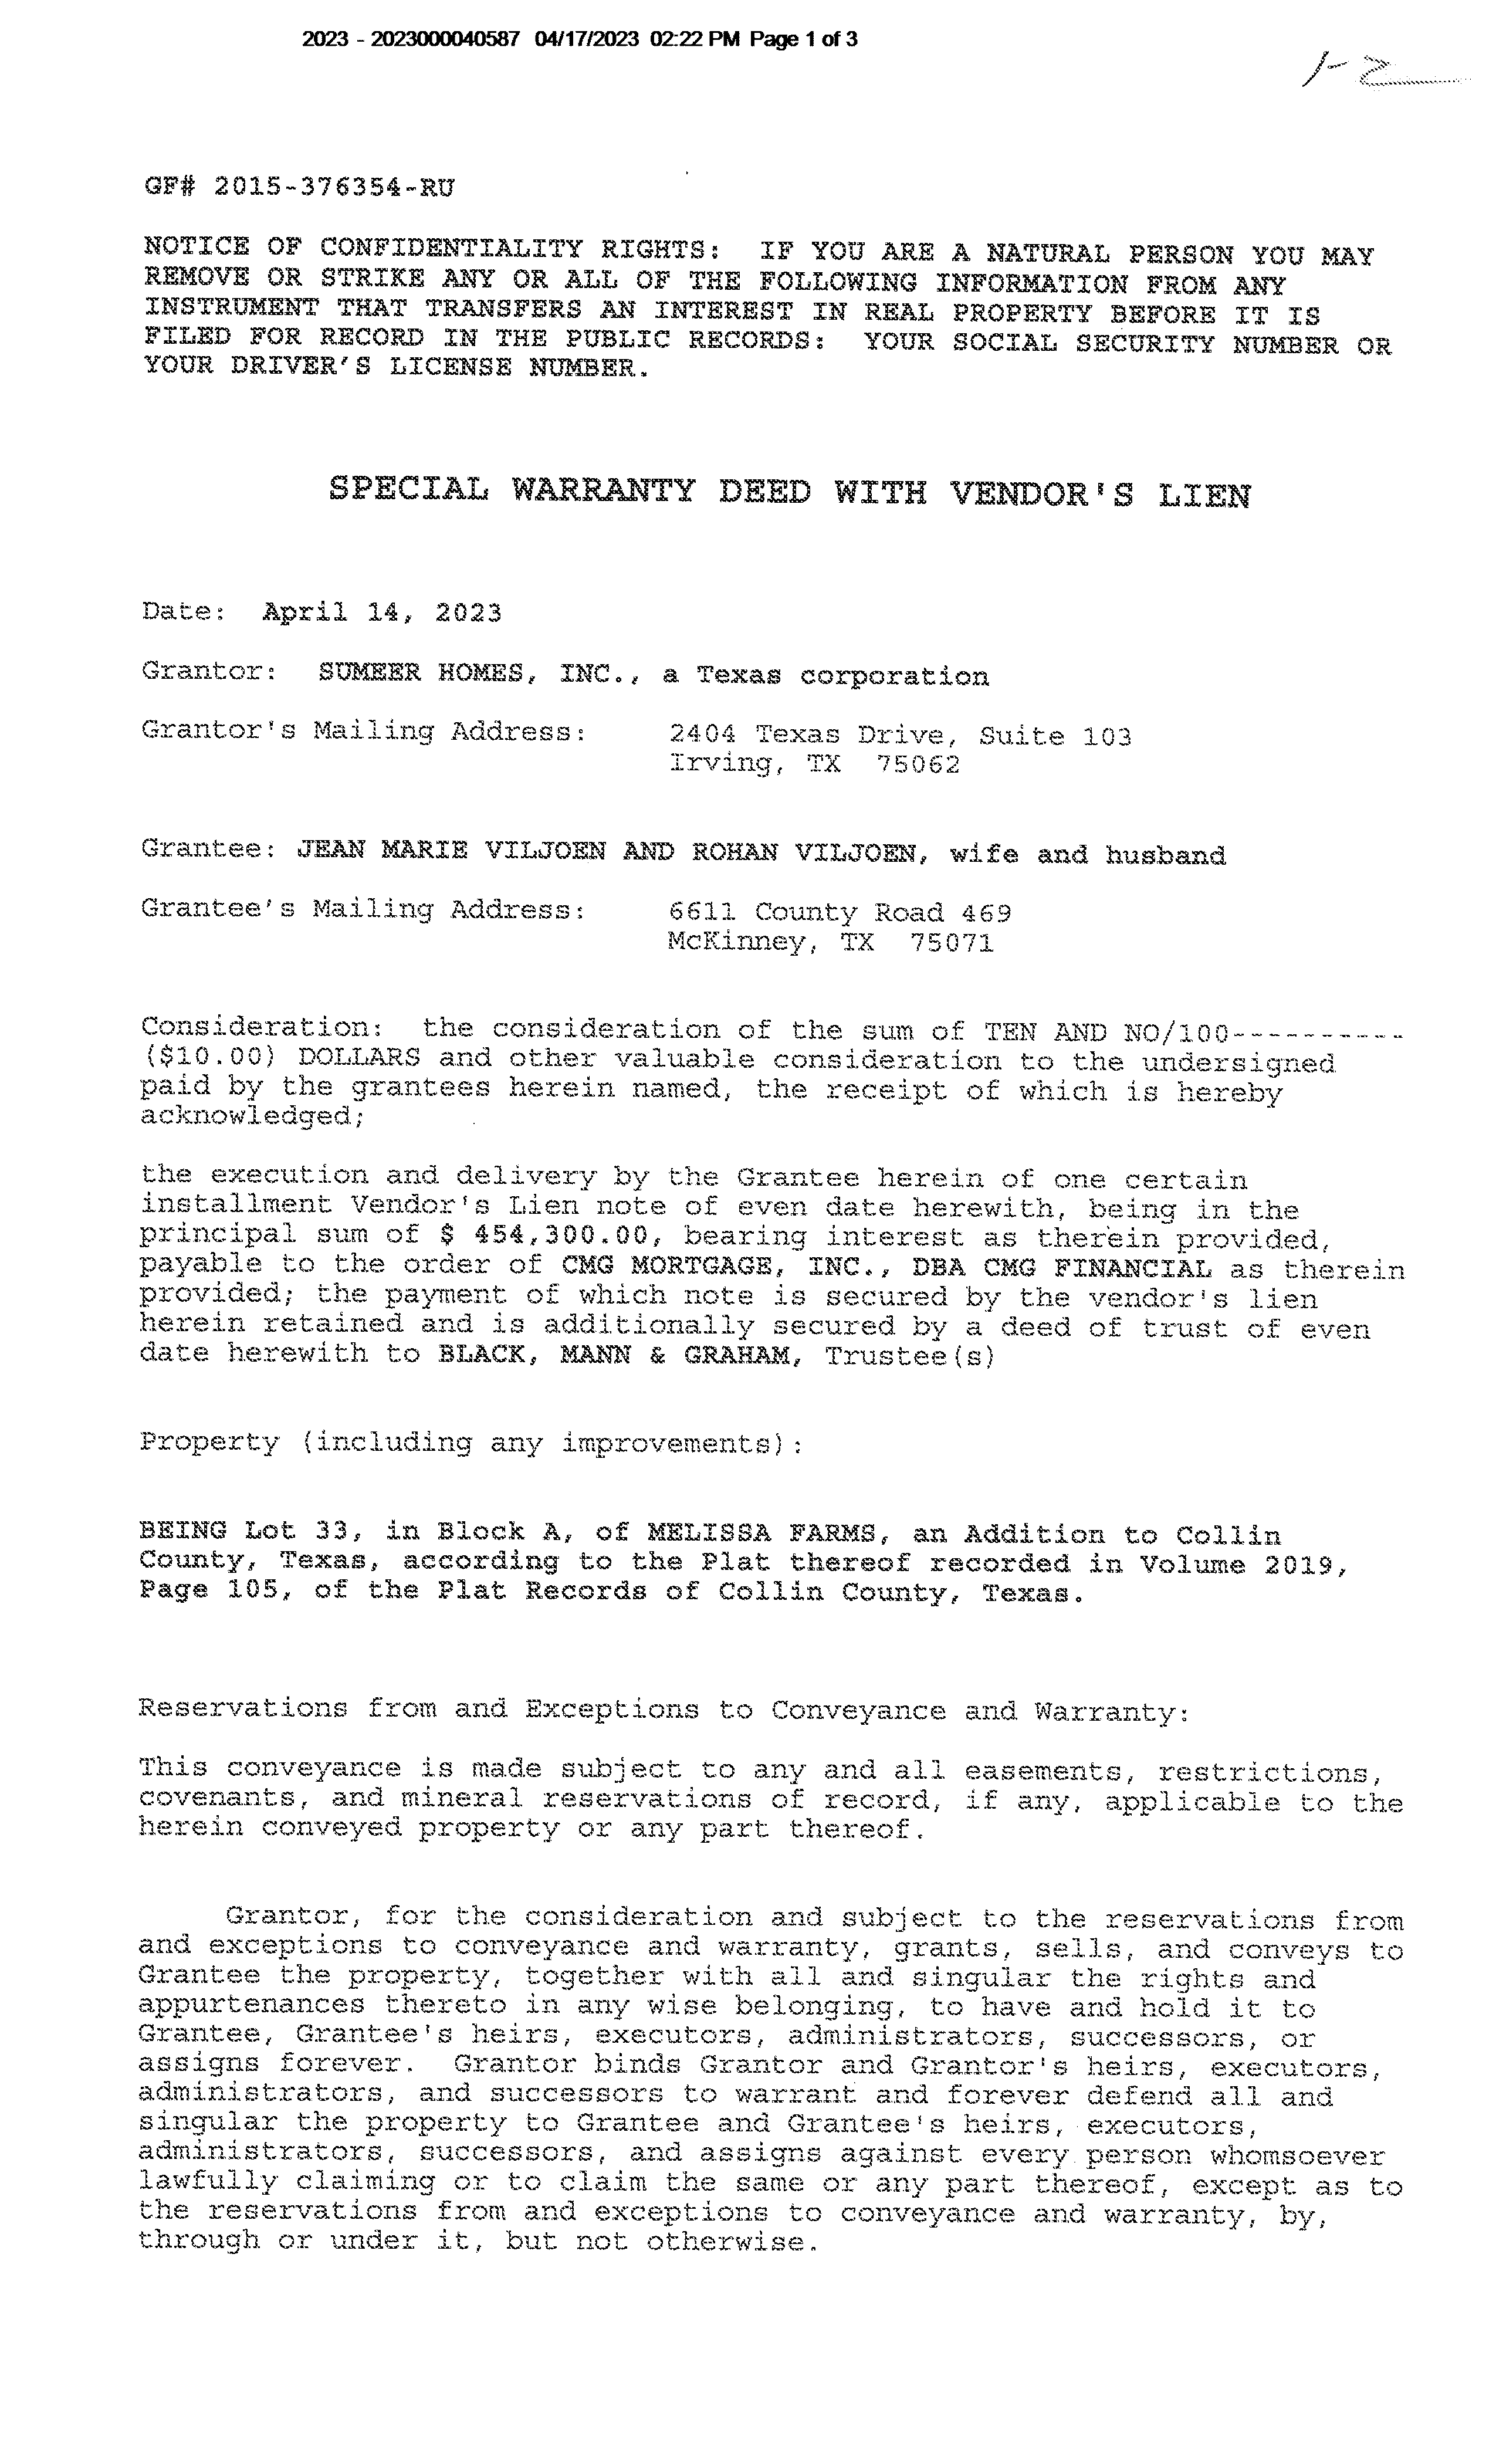 2023 - 2023000040587 04/17/2023 02:22 PM Page 1 of 3
1-2
GF# 2015-376354-RU
NOTICE OF CONFIDENTIALITY RIGHTS: IF YOU ARE A NATURAL PERSON YOU MAY
REMOVE OR STRIKE ANY OR ALL OF THE FOLLOWING INFORMATION FROM ANY
INSTRUMENT THAT TRANSFERS AN INTEREST IN REAL PROPERTY BEFORE IT IS
FILED FOR RECORD IN THE PUBLIC RECORDS: YOUR SOCIAL SECURITY NUMBER OR
YOUR DRIVER'S LICENSE NUMBER.
SPECIAL WARRANTY DEED WITH VENDOR'S LIEN
Date: April 14, 2023
Grantor: SUMEER HOMES, INC., a Texas corporation
Grantor's Mailing Address: 2404 Texas Drive, Suite 103
Irving, TX 75062
Grantee: JEAN MARIE VILJOEN AND ROHAN VILJOEN, wife and husband
Grantee's Mailing Address: 6611 County Road 469
McKinney, TX 75071
Consideration: the consideration of the sum of TEN AND NO/100----------
($10.00) DOLLARS and other valuable consideration to the undersigned
paid by the grantees herein named, the receipt of which is hereby
acknowledged;
the execution and delivery by the Grantee herein of one certain
installment Vendor's Lien note of even date herewith, being in the
principal sum of $ 454,300.00, bearing interest as therein provided,
payable to the order of CMG MORTGAGE, INC., DBA CMG FINANCIAL as therein
provided; the payment of which note is secured by the vendor's lien
herein retained and is additionally secured by a deed of trust of even
date herewith to BLACK, MANN & GRAHAM, Trustee(s)
Property (including any improvements):
BEING Lot 33, in Block A, of MELISSA FARMS, an Addition to Collin
County, Texas, according to the Plat thereof recorded in Volume 2019,
Page 105, of the Plat Records of Collin County, Texas.
Reservations from and Exceptions to Conveyance and Warranty:
This conveyance is made subject to any and all easements, restrictions,
covenants, and mineral reservations of record, if any, applicable to the
herein conveyed property or any part thereof.
Grantor, for the consideration and subject to the reservations from
and exceptions to conveyance and warranty, grants, sells, and conveys to
Grantee the property, together with all and singular the rights and
appurtenances thereto in any wise belonging, to have and hold it to
Grantee, Grantee's heirs, executors, administrators, successors, or
assigns forever. Grantor binds Grantor and Grantor's heirs, executors,
administrators, and successors to warrant and forever defend all and
singular the property to Grantee and Grantee's heirs, executors,
administrators, successors, and assigns against every person whomsoever
lawfully claiming or to claim the same or any part thereof, except as to
the reservations from and exceptions to conveyance and warranty, by,
through or under it, but not otherwise.